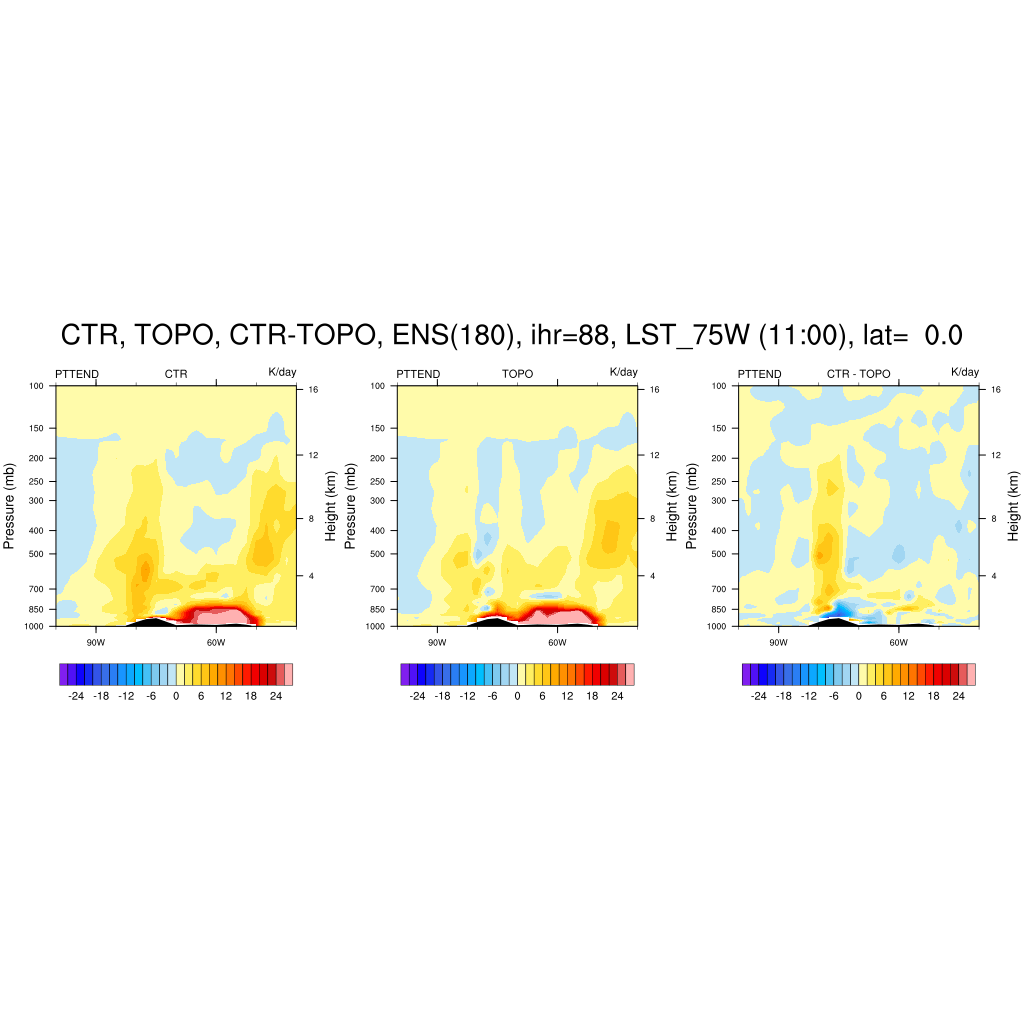 CTR, TOPO, CTR-TOPO, ENS(180), ihr=88, LST_75W (11:00), lat= 0.0
PTTEND CTR K/day
100
150
200
250
300
400
500
700
850
1000
Pressure (mb)
16
12
8
4
Height (km)
90W 60W
-24 -18 -12 -6 0 6 12 18 24
PTTEND TOPO K/day
100
150
200
250
300
400
500
700
850
1000
Pressure (mb)
16
12
8
4
Height (km)
90W 60W
-24 -18 -12 -6 0 6 12 18 24
PTTEND CTR - TOPO K/day
100
150
200
250
300
400
500
700
850
1000
Pressure (mb)
16
12
8
4
Height (km)
90W 60W
-24 -18 -12 -6 0 6 12 18 24